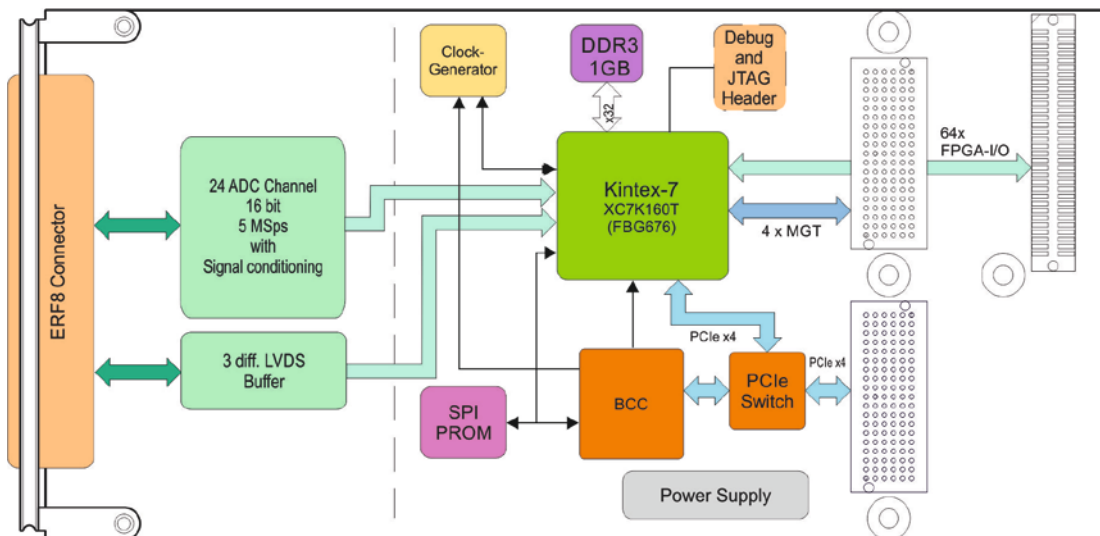 Clock-
Generator
DDR3
1GB
Debug
and
JTAG
Header
x32
64x
FPGA-I/O
24 ADC Channel
16 bit
5 MSps
with
Signal conditioning
Kintex-7
XC7K160T
(FBG676)
4 x MGT
ERF8 Connector
3 diff. LVDS
Buffer
PCIe x4
PCIe x4
SPI
PROM
BCC
PCIe
Switch
Power Supply